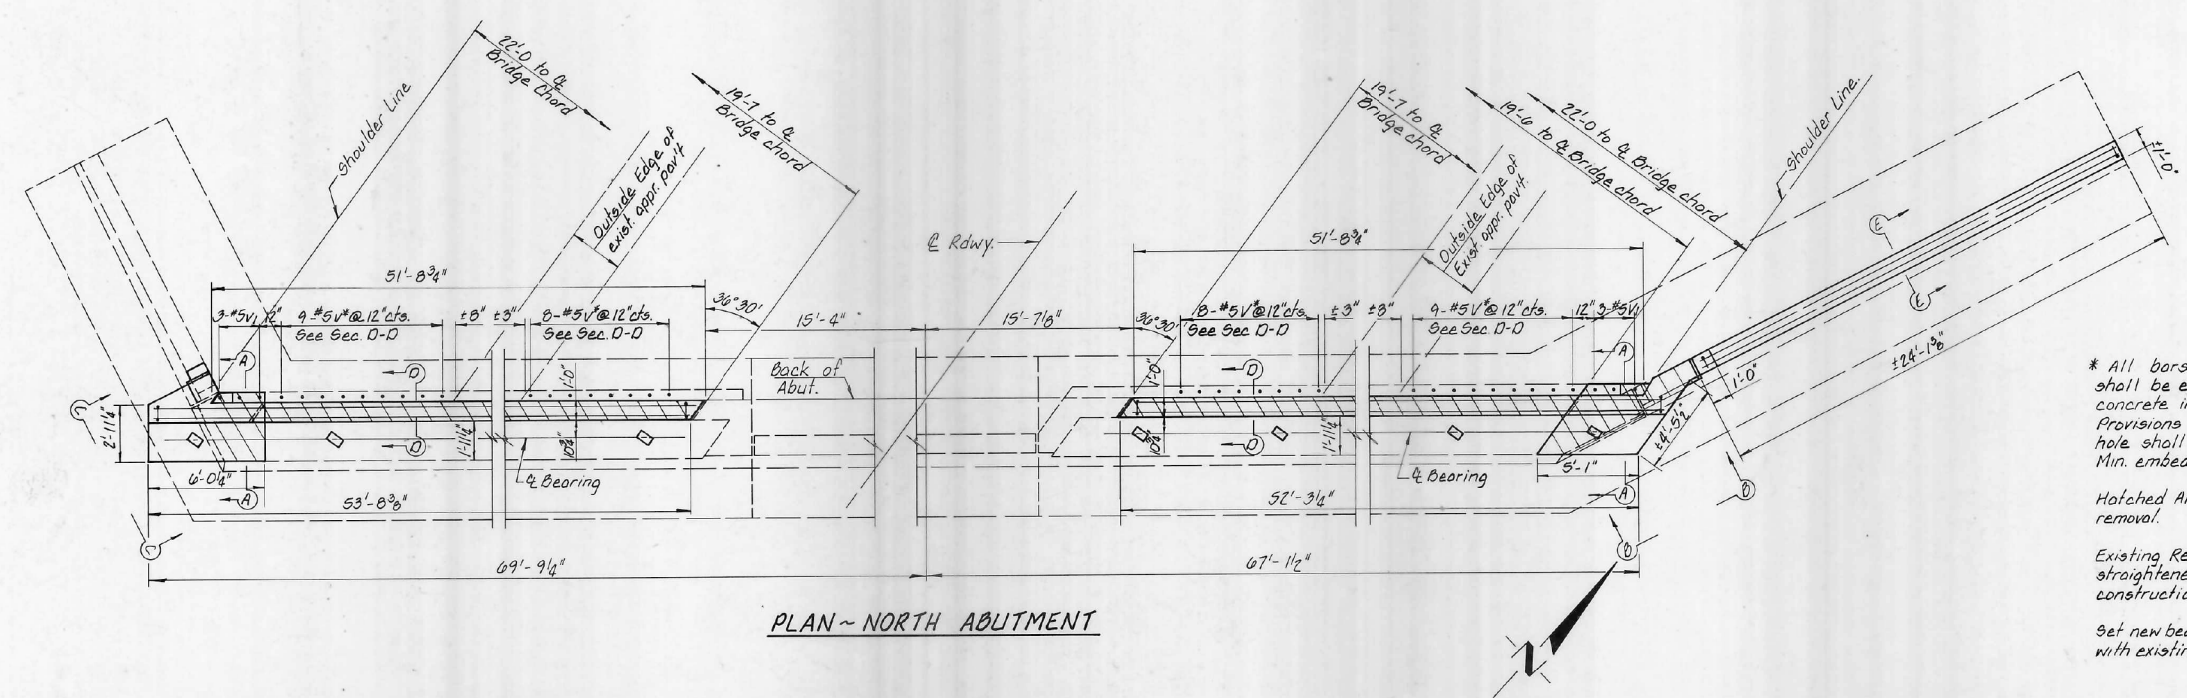 22'-0 to ℄
Bridge Chord
Shoulder Line
19'-7 to ℄
Bridge chord
Outside Edge of
exist. appr. pav't
51'-8¾"
36°30'
3-#5v₁
12"
9-#5v*@12"cts.
See Sec. D-D
±8"
±3"
8-#5v*@12"cts.
See Sec. D-D
15'-4"
℄ Rdwy.
15'-7⅛"
Back of
Abut.
A
D
C
2'-11¼"
1'-0"
1'-11¼"
10¾"
D
℄ Bearing
6'-0¼"
A
53'-8⅜"
C
69'-9¼"
19'-7 to ℄
Bridge chord
19'-6 to ℄ Bridge chord
22'-0 to ℄ Bridge chord
Shoulder Line.
Outside Edge of
Exist. appr. pav't.
51'-8¾"
36°30'
8-#5v*@12"cts.
See Sec. D-D
±3"
±8"
9-#5v*@12"cts.
See Sec. D-D
12"
3-#5v₁
1'-0"
D
A
E
E
±1'-0"
±24'-1⅜"
1'-0"
±4'-5½"
10¾"
D
1'-11¼"
℄ Bearing
5'-1"
A
B
52'-3¼"
B
67'-1½"
PLAN~NORTH ABUTMENT
N
* All bars
shall be e
concrete in
Provisions
hole shall
Min. embed
Hatched Ar
removal.
Existing Re
straightene
constructio
Set new bea
with existin